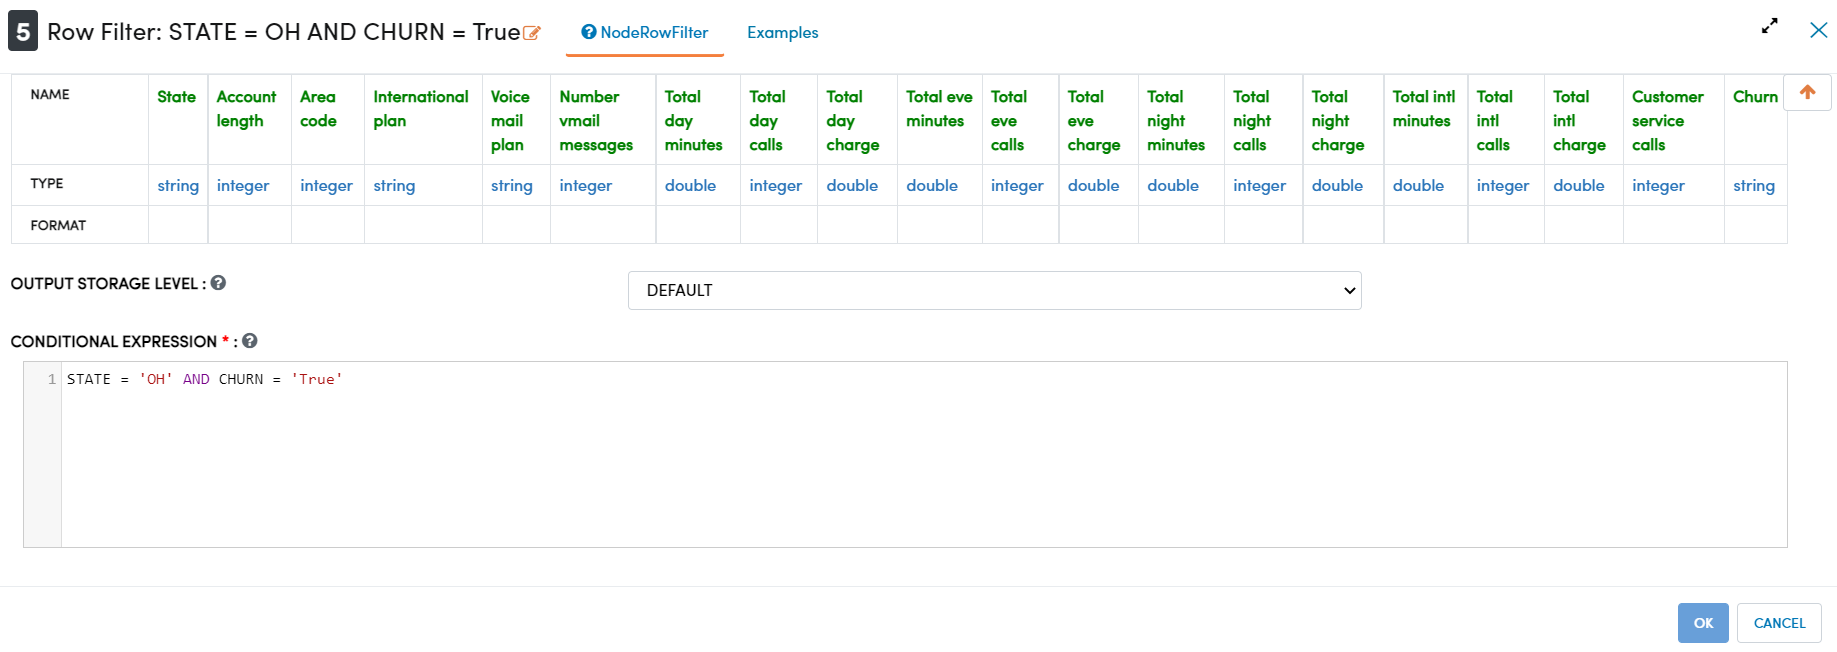 5 Row Filter: STATE = OH AND CHURN = True NodeRowFilter Examples
NAME State Account length Area code International plan Voice mail plan Number vmail messages Total day minutes Total day calls Total day charge Total eve minutes Total eve calls Total eve charge Total night minutes Total night calls Total night charge Total intl minutes Total intl calls Total intl charge Customer service calls Churn
TYPE string integer integer string string integer double integer double double integer double double integer double double integer double integer string
FORMAT
OUTPUT STORAGE LEVEL : DEFAULT
CONDITIONAL EXPRESSION * :
1 STATE = 'OH' AND CHURN = 'True'
OK CANCEL